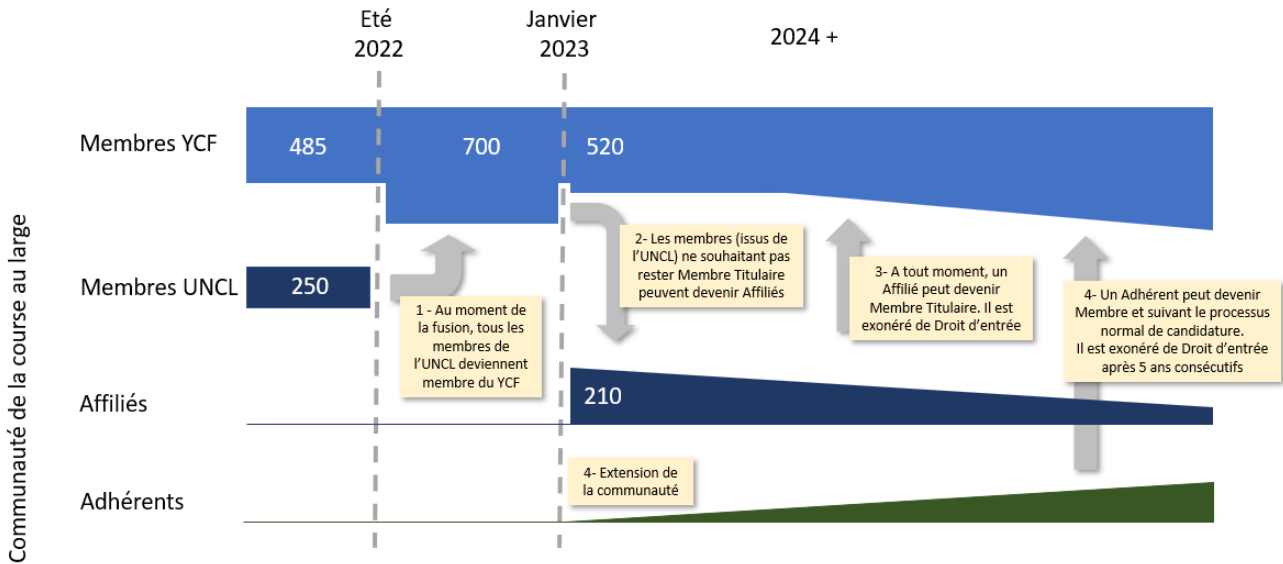 Eté
2022
Janvier
2023
2024 +
Communauté de la course au large
Membres YCF
485
700
520
Membres UNCL
250
1 - Au moment de
la fusion, tous les
membres de
l'UNCL deviennent
membre du YCF
2- Les membres (issus de
l'UNCL) ne souhaitant pas
rester Membre Titulaire
peuvent devenir Affiliés
3- A tout moment, un
Affilié peut devenir
Membre Titulaire. Il est
exonéré de Droit d'entrée
4- Un Adhérent peut devenir
Membre et suivant le processus
normal de candidature.
Il est exonéré de Droit d'entrée
après 5 ans consécutifs
Affiliés
210
4- Extension de
la communauté
Adhérents